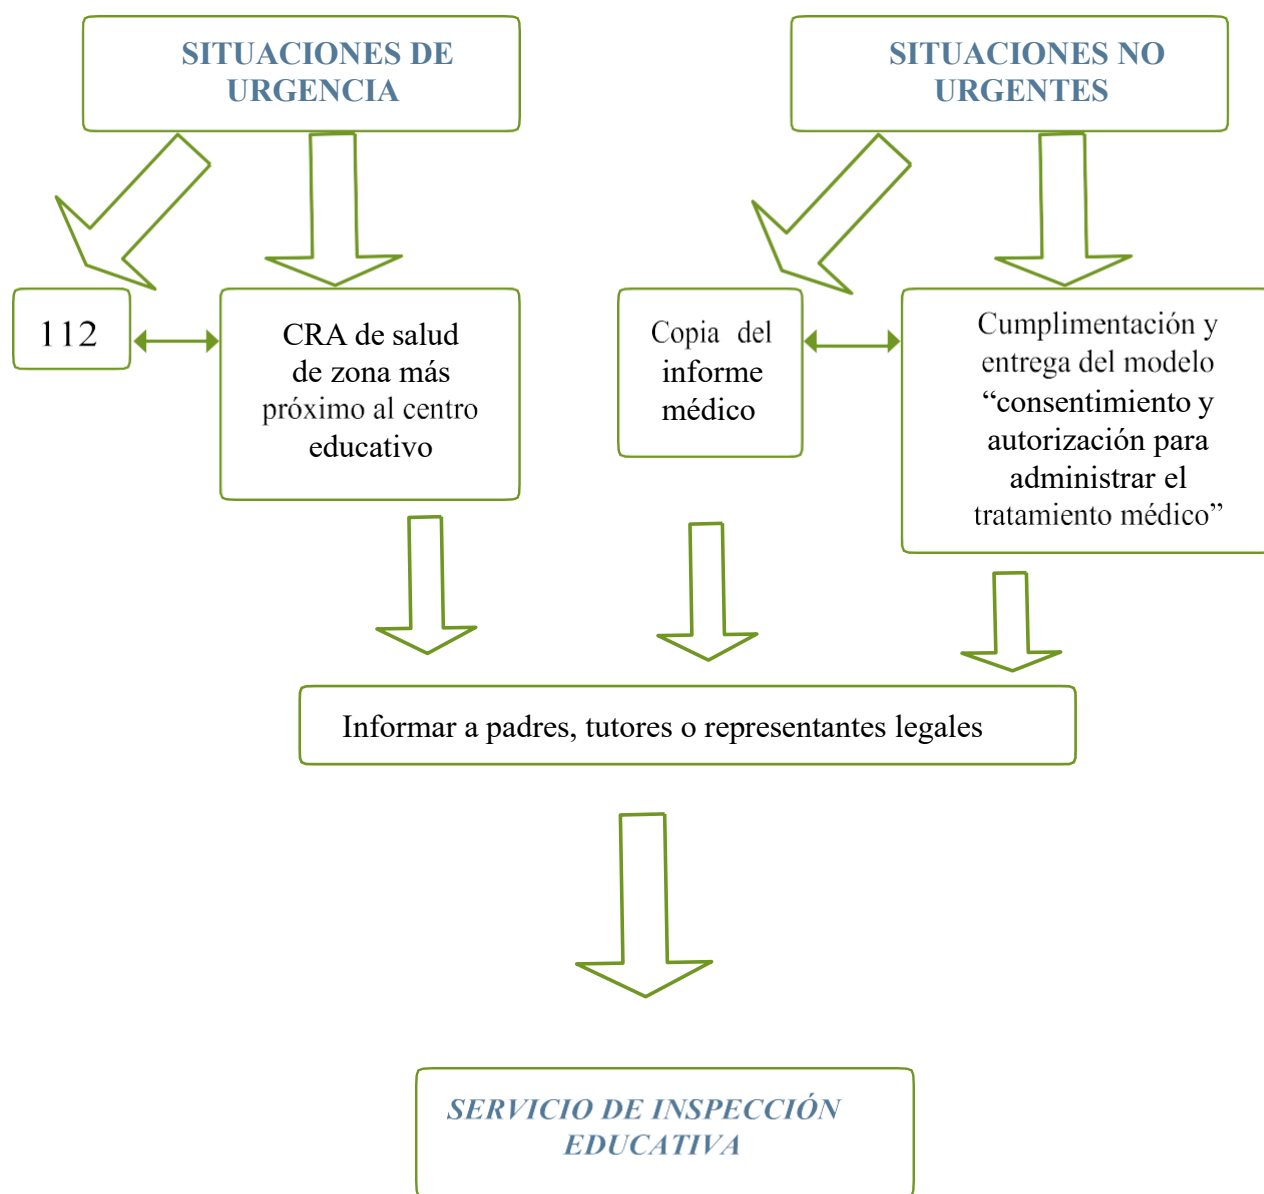 SITUACIONES DE
URGENCIA
SITUACIONES NO
URGENTES
112
CRA de salud
de zona más
próximo al centro
educativo
Copia del
informe
médico
Cumplimentación y
entrega del modelo
“consentimiento y
autorización para
administrar el
tratamiento médico”
Informar a padres, tutores o representantes legales
SERVICIO DE INSPECCIÓN
EDUCATIVA